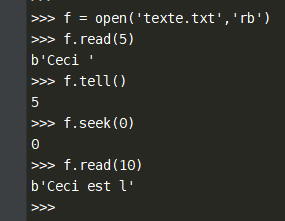 >>> f = open('texte.txt','rb')
>>> f.read(5)
b'Ceci '
>>> f.tell()
5
>>> f.seek(0)
0
>>> f.read(10)
b'Ceci est l'
>>>